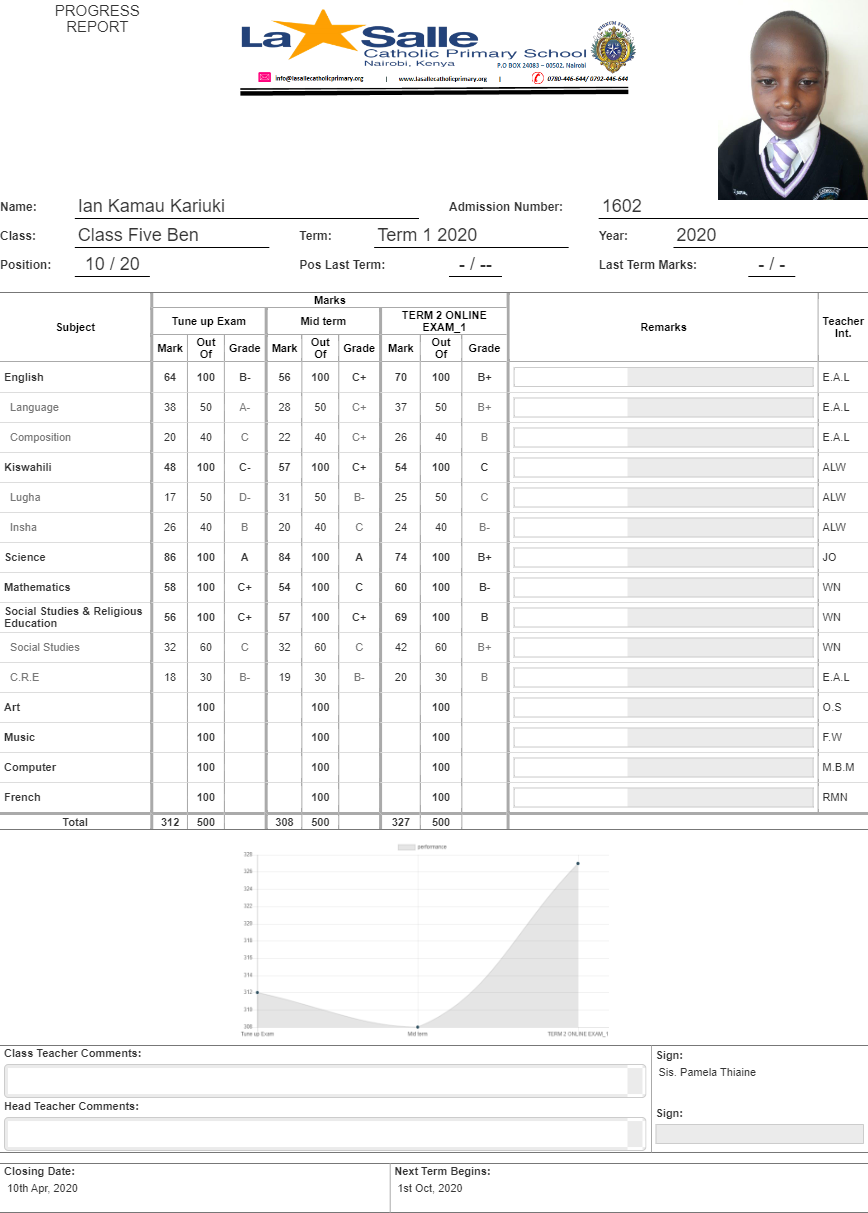 PROGRESS
REPORT
La Salle
Catholic Primary School
Nairobi, Kenya
P.O BOX 24083 – 00502, Nairobi
info@lasallecatholicprimary.org | www.lasallecatholicprimary.org | 0780-446-644/ 0792-446-644
Name: Ian Kamau Kariuki Admission Number: 1602
Class: Class Five Ben Term: Term 1 2020 Year: 2020
Position: 10 / 20 Pos Last Term: - / -- Last Term Marks: - / -
Marks
Subject Tune up Exam Mid term TERM 2 ONLINE EXAM_1 Remarks Teacher Int.
Mark Out Of Grade Mark Out Of Grade Mark Out Of Grade
English 64 100 B- 56 100 C+ 70 100 B+ E.A.L
Language 38 50 A- 28 50 C+ 37 50 B+ E.A.L
Composition 20 40 C 22 40 C+ 26 40 B E.A.L
Kiswahili 48 100 C- 57 100 C+ 54 100 C ALW
Lugha 17 50 D- 31 50 B- 25 50 C ALW
Insha 26 40 B 20 40 C 24 40 B- ALW
Science 86 100 A 84 100 A 74 100 B+ JO
Mathematics 58 100 C+ 54 100 C 60 100 B- WN
Social Studies & Religious Education 56 100 C+ 57 100 C+ 69 100 B WN
Social Studies 32 60 C 32 60 C 42 60 B+ WN
C.R.E 18 30 B- 19 30 B- 20 30 B E.A.L
Art 100 100 100 O.S
Music 100 100 100 F.W
Computer 100 100 100 M.B.M
French 100 100 100 RMN
Total 312 500 308 500 327 500
performance
328
326
324
322
320
318
316
314
312
310
308
Tune up Exam Mid term TERM 2 ONLINE EXAM_1
Class Teacher Comments: Sign:
Sis. Pamela Thiaine
Head Teacher Comments: Sign:
Closing Date: Next Term Begins:
10th Apr, 2020 1st Oct, 2020